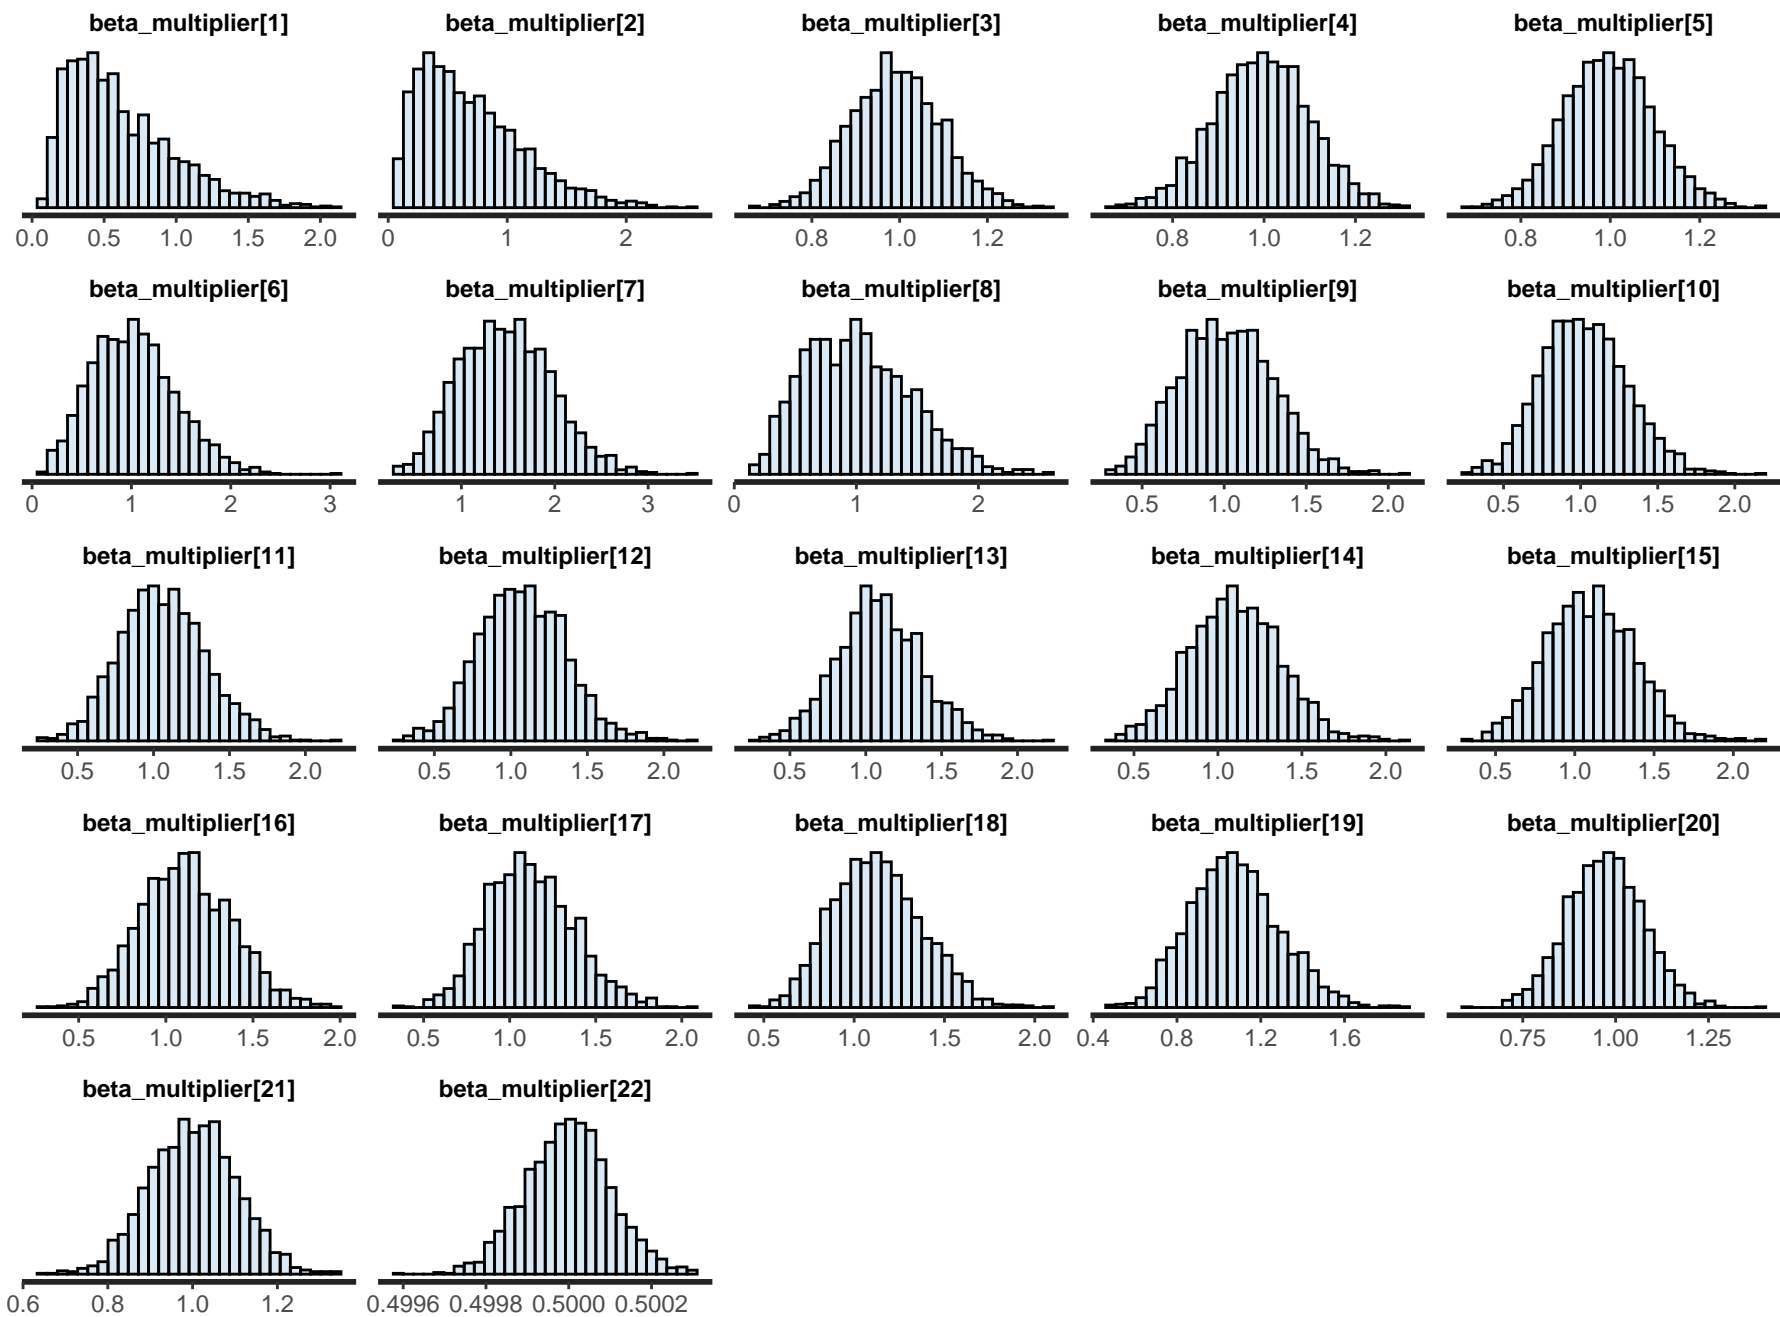 beta_multiplier[1] beta_multiplier[2] beta_multiplier[3] beta_multiplier[4] beta_multiplier[5]
0.0 0.5 1.0 1.5 2.0 0 1 2 0.8 1.0 1.2 0.8 1.0 1.2 0.8 1.0 1.2
beta_multiplier[6] beta_multiplier[7] beta_multiplier[8] beta_multiplier[9] beta_multiplier[10]
0 1 2 3 1 2 3 0 1 2 0.5 1.0 1.5 2.0 0.5 1.0 1.5 2.0
beta_multiplier[11] beta_multiplier[12] beta_multiplier[13] beta_multiplier[14] beta_multiplier[15]
0.5 1.0 1.5 2.0 0.5 1.0 1.5 2.0 0.5 1.0 1.5 2.0 0.5 1.0 1.5 2.0 0.5 1.0 1.5 2.0
beta_multiplier[16] beta_multiplier[17] beta_multiplier[18] beta_multiplier[19] beta_multiplier[20]
0.5 1.0 1.5 2.0 0.5 1.0 1.5 2.0 0.5 1.0 1.5 2.0 0.4 0.8 1.2 1.6 0.75 1.00 1.25
beta_multiplier[21] beta_multiplier[22]
0.6 0.8 1.0 1.2 0.4996 0.4998 0.5000 0.5002